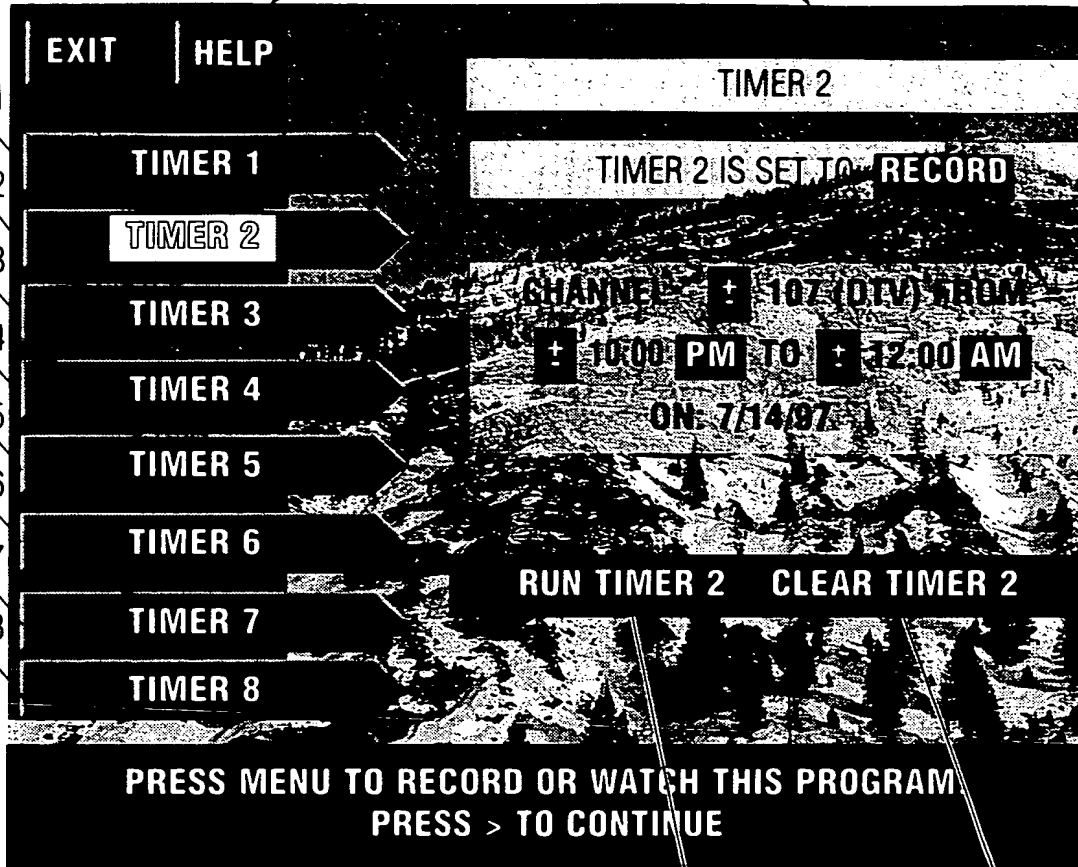 EXIT HELP
TIMER 1
TIMER 2
TIMER 3
TIMER 4
TIMER 5
TIMER 6
TIMER 7
TIMER 8
TIMER 2
TIMER 2 IS SET TO RECORD
CHANNEL ± 107 (DTV) FROM
± 10:00 PM TO ± 12:00 AM
ON: 7/14/97
RUN TIMER 2 CLEAR TIMER 2
PRESS MENU TO RECORD OR WATCH THIS PROGRAM.
PRESS > TO CONTINUE